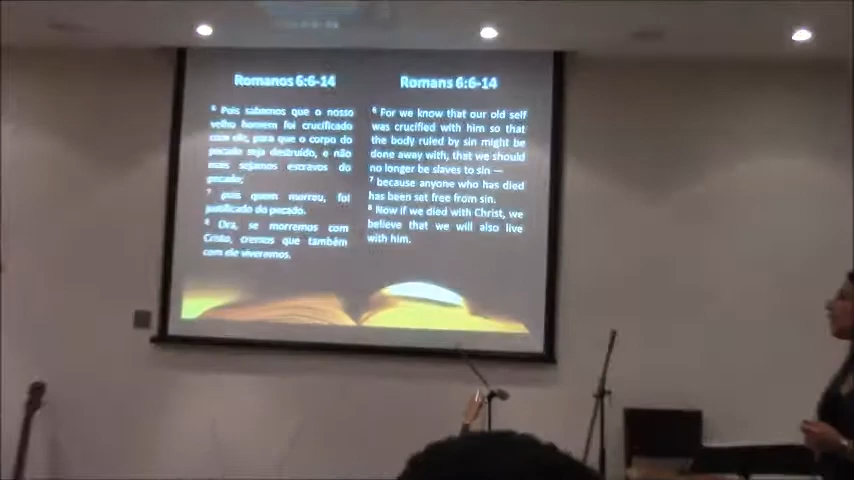 Romanos 6:6-14
⁶ Pois sabemos que o nosso
velho homem foi crucificado
com ele, para que o corpo do
pecado seja destruído, e não
mais sejamos escravos do
pecado;
⁷ pois quem morreu, foi
justificado do pecado.
⁸ Ora, se morremos com
Cristo, cremos que também
com ele viveremos.
Romans 6:6-14
⁶ For we know that our old self
was crucified with him so that
the body ruled by sin might be
done away with, that we should
no longer be slaves to sin —
⁷ because anyone who has died
has been set free from sin.
⁸ Now if we died with Christ, we
believe that we will also live
with him.